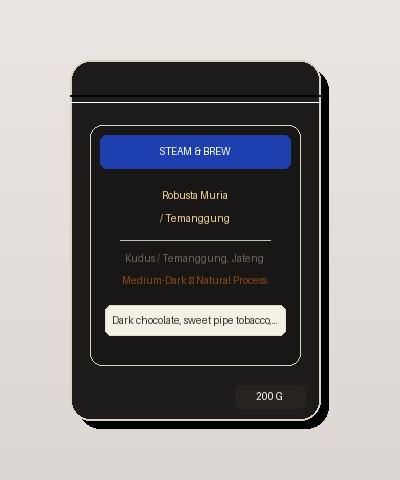 STEAM & BREW
Robusta Muria
/ Temanggung
Kudus / Temanggung, Jateng
Medium-Dark ▯ Natural Process
Dark chocolate, sweet pipe tobacco,...
200 G